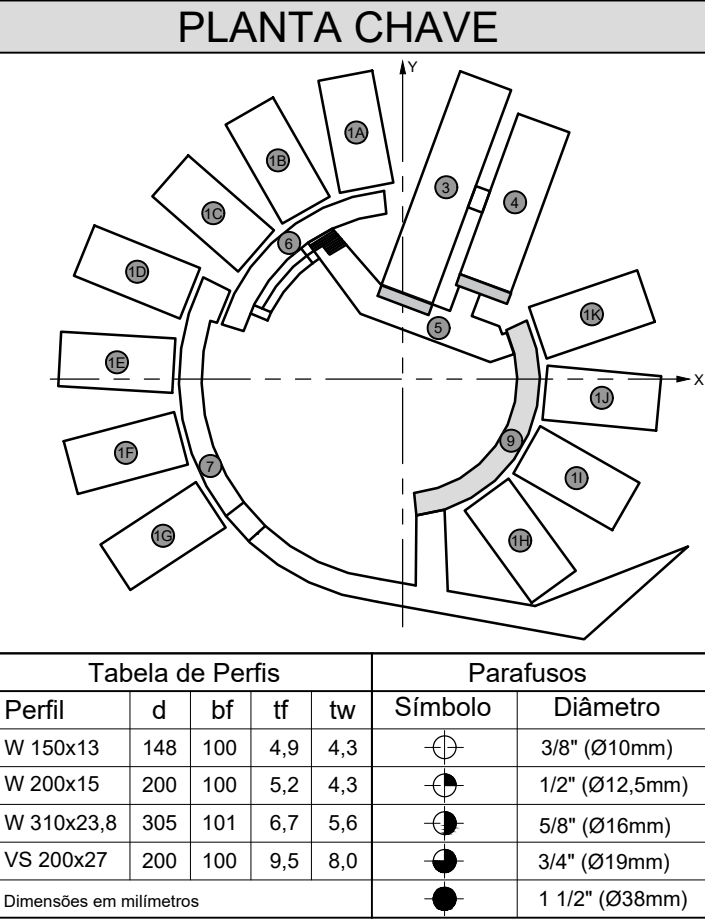 PLANTA CHAVE
Y
1A
1B
3
4
1C
6
1D
1K
5
1E
X
1J
9
1F
7
1I
1G
1H
Tabela de Perfis Parafusos
Perfil d bf tf tw Símbolo Diâmetro
W 150x13 148 100 4,9 4,3 3/8" (Ø10mm)
W 200x15 200 100 5,2 4,3 1/2" (Ø12,5mm)
W 310x23,8 305 101 6,7 5,6 5/8" (Ø16mm)
VS 200x27 200 100 9,5 8,0 3/4" (Ø19mm)
Dimensões em milímetros 1 1/2" (Ø38mm)